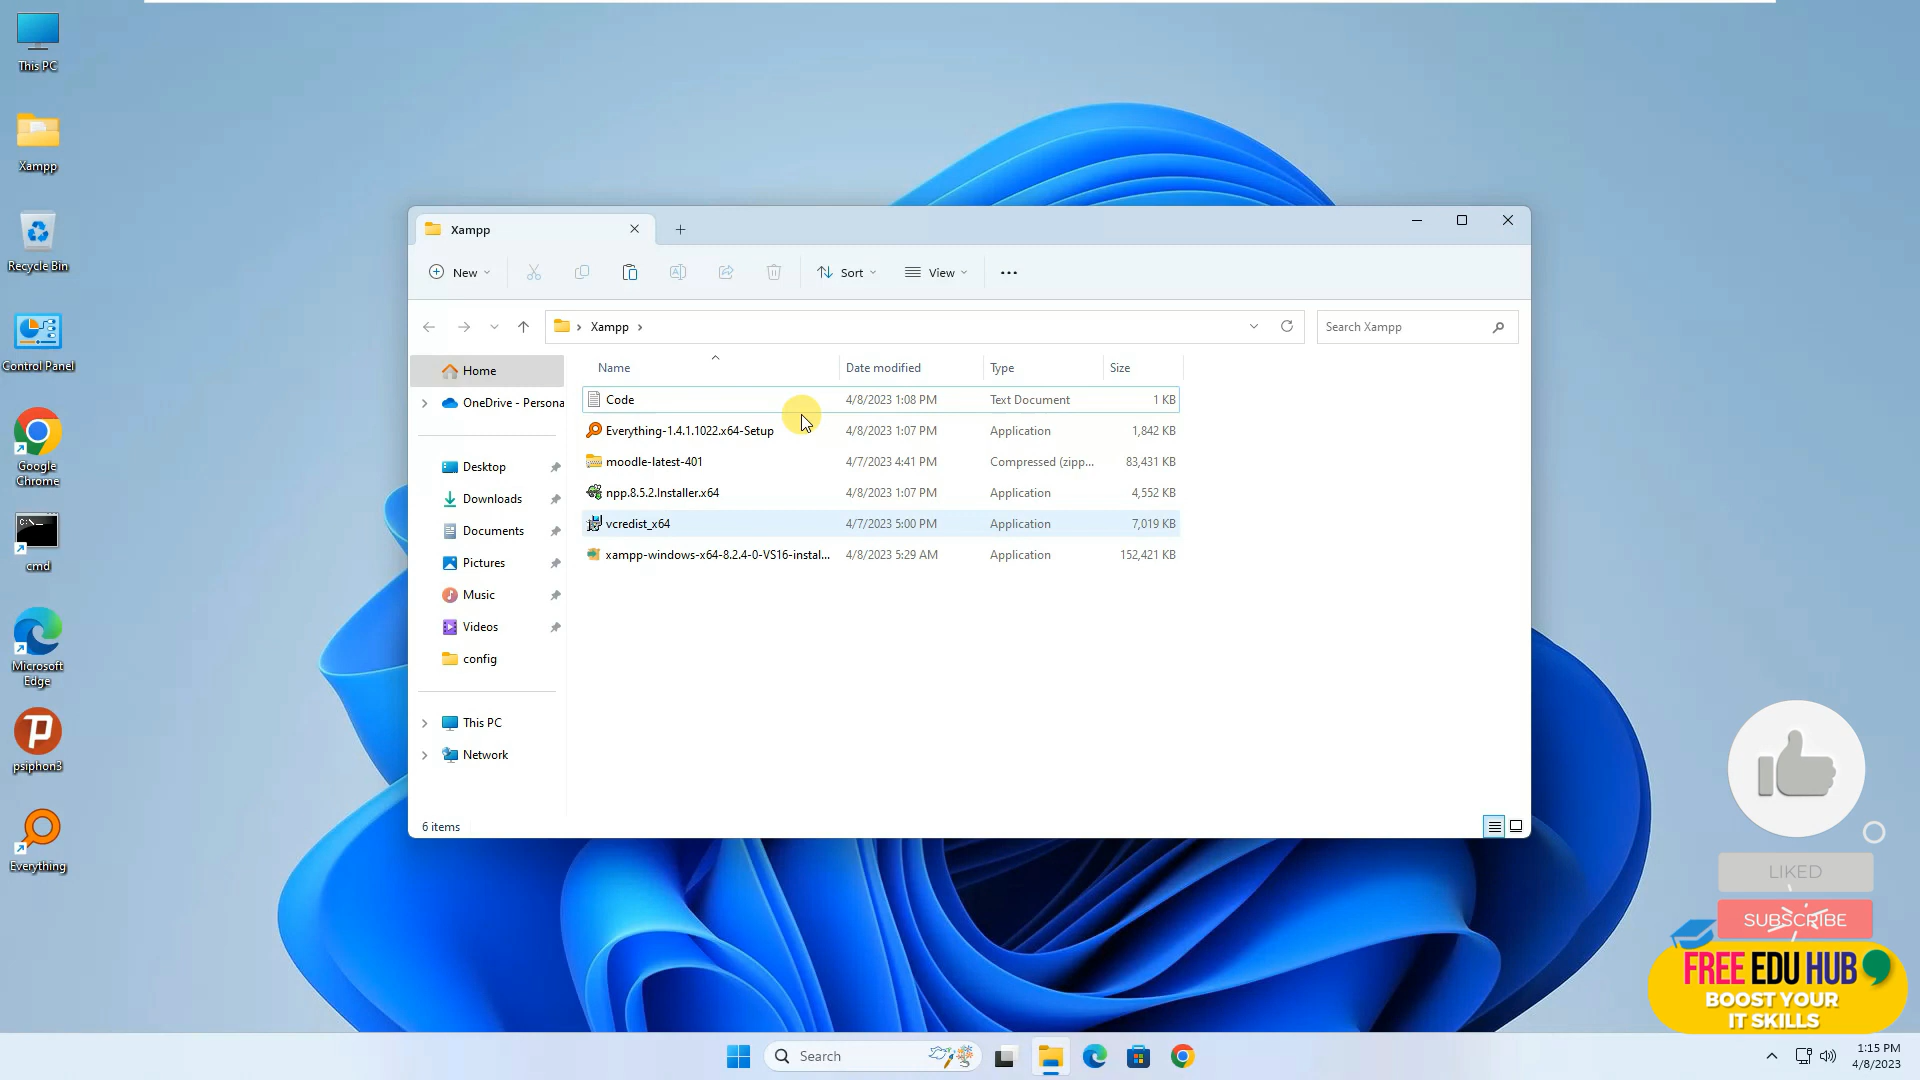 This PC
Xampp
Recycle Bin
Control Panel
Google
Chrome
cmd
Microsoft
Edge
psiphon3
Everything
Xampp
New
Sort
View
Xampp
Search Xampp
Home
OneDrive - Persona
Desktop
Downloads
Documents
Pictures
Music
Videos
config
This PC
Network
Name Date modified Type Size
Code 4/8/2023 1:08 PM Text Document 1 KB
Everything-1.4.1.1022.x64-Setup 4/8/2023 1:07 PM Application 1,842 KB
moodle-latest-401 4/7/2023 4:41 PM Compressed (zipp... 83,431 KB
npp.8.5.2.Installer.x64 4/8/2023 1:07 PM Application 4,552 KB
vcredist_x64 4/7/2023 5:00 PM Application 7,019 KB
xampp-windows-x64-8.2.4-0-VS16-instal... 4/8/2023 5:29 AM Application 152,421 KB
6 items
LIKED
SUBSCRIBE
FREE EDU HUB
BOOST YOUR
IT SKILLS
Search
1:15 PM
4/8/2023